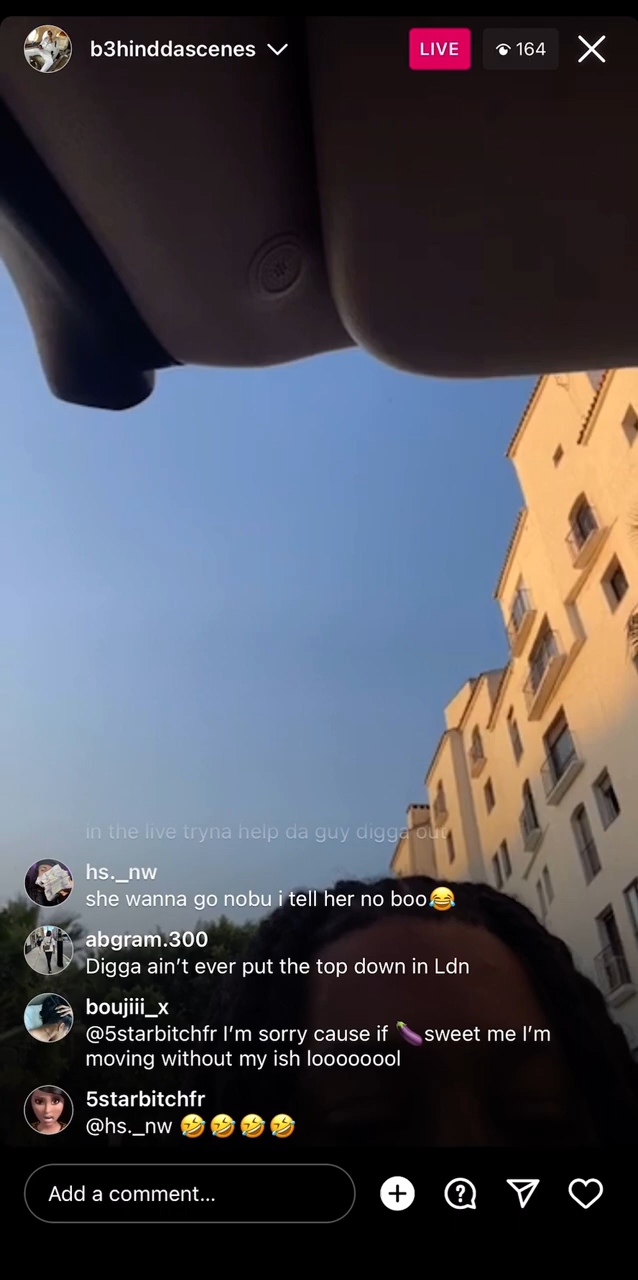 b3hinddascenes
LIVE
164
in the live tryna help da guy digga out
hs._nw
she wanna go nobu i tell her no boo😂
abgram.300
Digga ain’t ever put the top down in Ldn
boujiii_x
@5starbitchfr I’m sorry cause if 🍆sweet me I’m
moving without my ish looooooool
5starbitchfr
@hs._nw 🤣🤣🤣🤣
Add a comment...